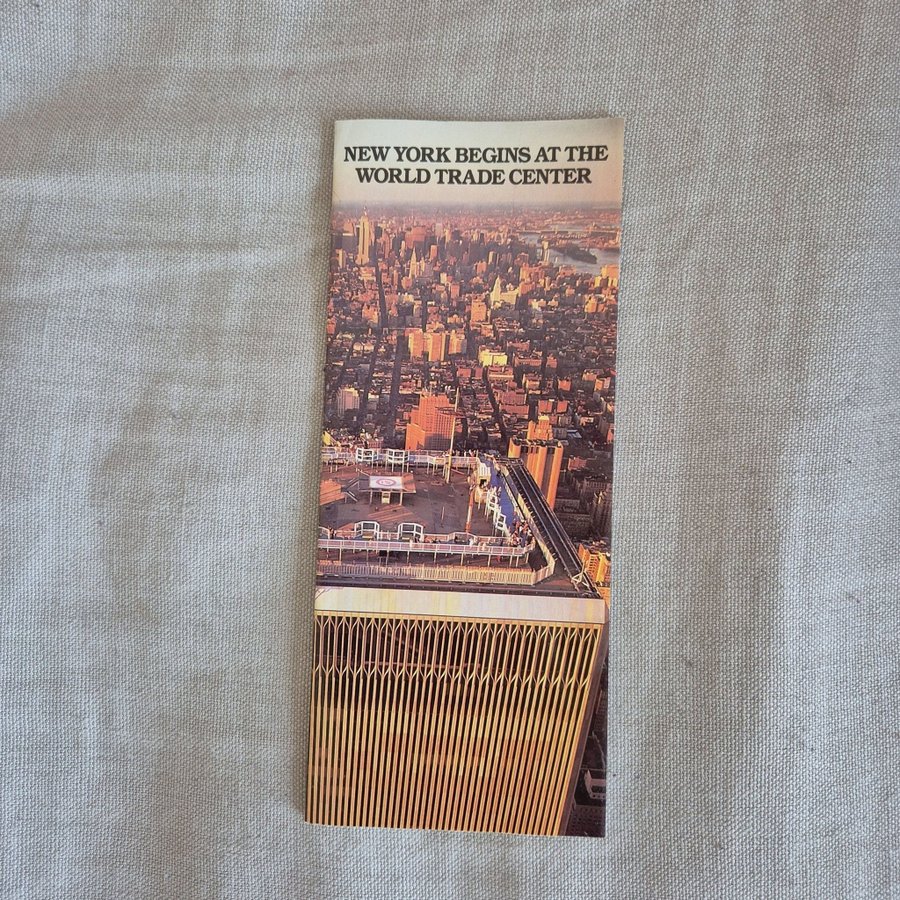 NEW YORK BEGINS AT THE
WORLD TRADE CENTER